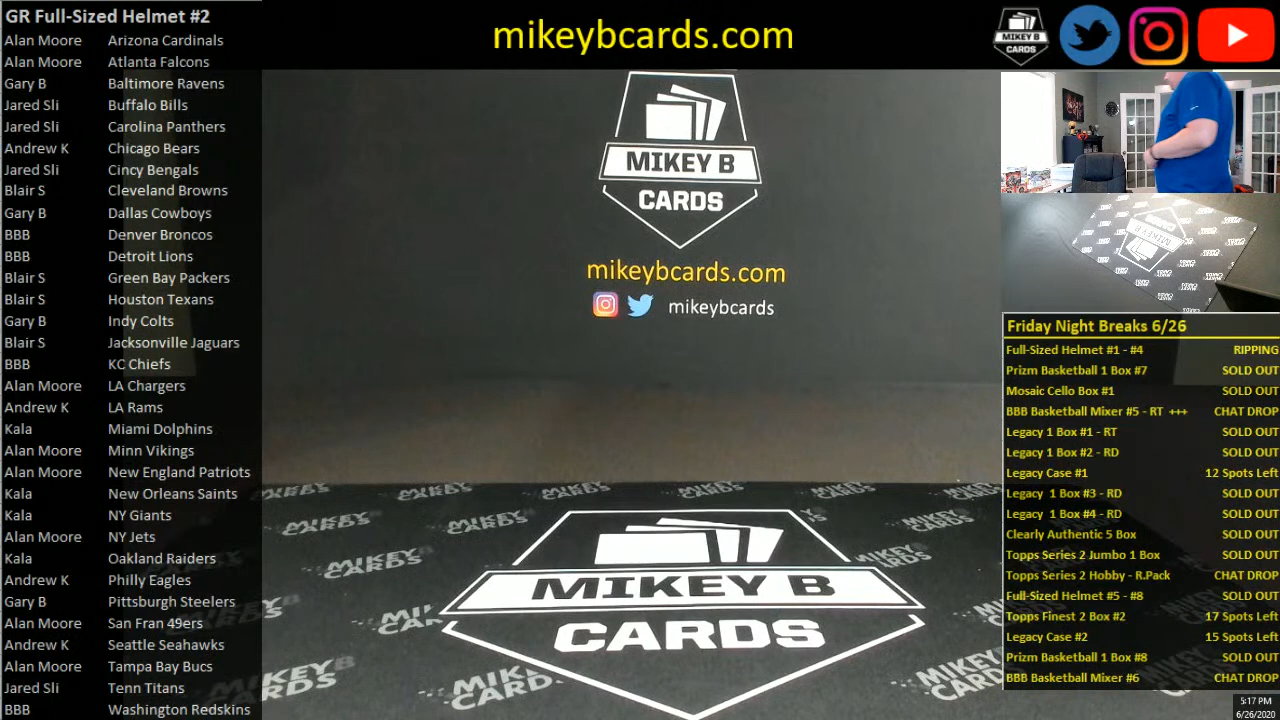 GR Full-Sized Helmet #2
Alan Moore Arizona Cardinals
Alan Moore Atlanta Falcons
Gary B Baltimore Ravens
Jared Sli Buffalo Bills
Jared Sli Carolina Panthers
Andrew K Chicago Bears
Jared Sli Cincy Bengals
Blair S Cleveland Browns
Gary B Dallas Cowboys
BBB Denver Broncos
BBB Detroit Lions
Blair S Green Bay Packers
Blair S Houston Texans
Gary B Indy Colts
Blair S Jacksonville Jaguars
BBB KC Chiefs
Alan Moore LA Chargers
Andrew K LA Rams
Kala Miami Dolphins
Alan Moore Minn Vikings
Alan Moore New England Patriots
Kala New Orleans Saints
Kala NY Giants
Alan Moore NY Jets
Kala Oakland Raiders
Andrew K Philly Eagles
Gary B Pittsburgh Steelers
Alan Moore San Fran 49ers
Andrew K Seattle Seahawks
Alan Moore Tampa Bay Bucs
Jared Sli Tenn Titans
BBB Washington Redskins
mikeybcards.com
MIKEY B
CARDS
MIKEY B
CARDS
mikeybcards.com
mikeybcards
MIKEY B
CARDS
Friday Night Breaks 6/26
Full-Sized Helmet #1 - #4 RIPPING
Prizm Basketball 1 Box #7 SOLD OUT
Mosaic Cello Box #1 SOLD OUT
BBB Basketball Mixer #5 - RT +++ CHAT DROP
Legacy 1 Box #1 - RT SOLD OUT
Legacy 1 Box #2 - RD SOLD OUT
Legacy Case #1 12 Spots Left
Legacy 1 Box #3 - RD SOLD OUT
Legacy 1 Box #4 - RD SOLD OUT
Clearly Authentic 5 Box SOLD OUT
Topps Series 2 Jumbo 1 Box SOLD OUT
Topps Series 2 Hobby - R.Pack CHAT DROP
Full-Sized Helmet #5 - #8 SOLD OUT
Topps Finest 2 Box #2 17 Spots Left
Legacy Case #2 15 Spots Left
Prizm Basketball 1 Box #8 SOLD OUT
BBB Basketball Mixer #6 CHAT DROP
5:17 PM
6/26/2020